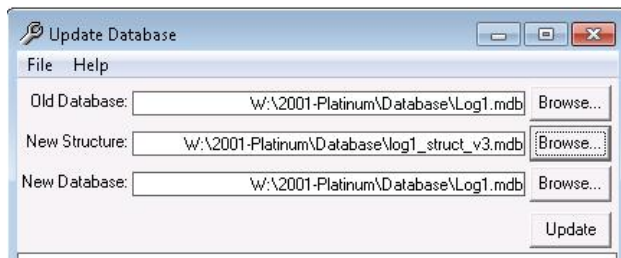 Update Database
File Help
Old Database: W:\2001-Platinum\Database\Log1.mdb Browse...
New Structure: W:\2001-Platinum\Database\log1_struct_v3.mdb Browse...
New Database: W:\2001-Platinum\Database\Log1.mdb Browse...
Update